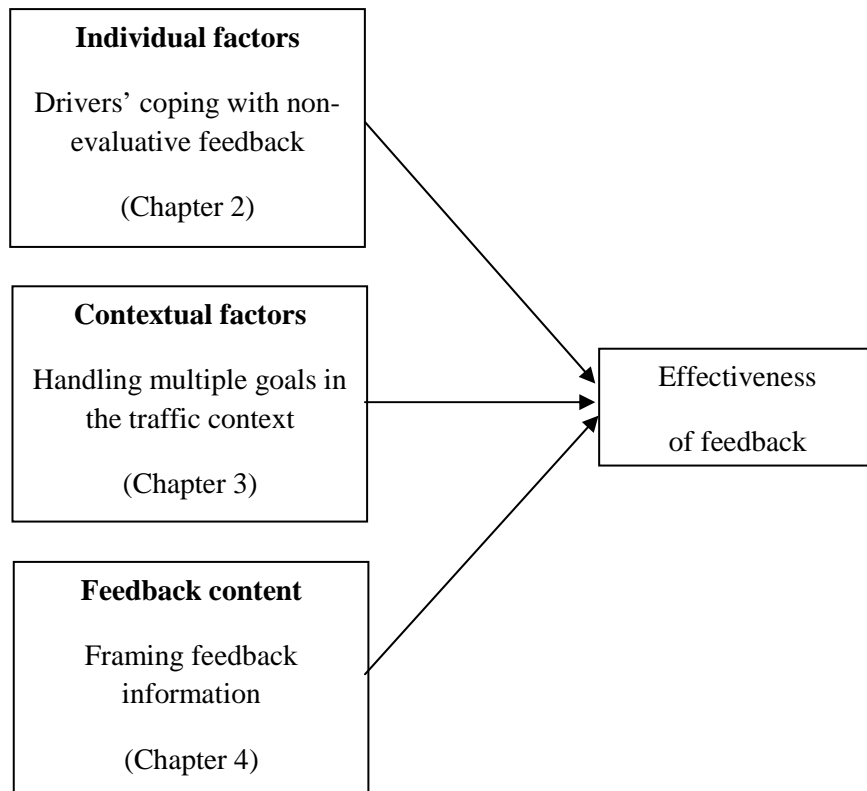 Individual factors
Drivers’ coping with non-
evaluative feedback
(Chapter 2)
Contextual factors
Handling multiple goals in
the traffic context
(Chapter 3)
Feedback content
Framing feedback
information
(Chapter 4)
Effectiveness
of feedback